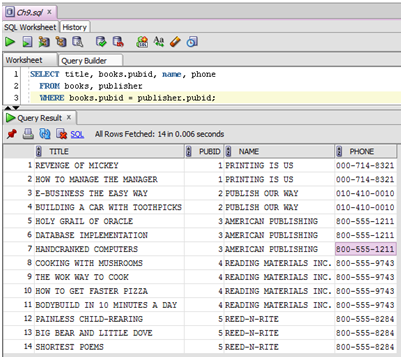 Ch9.sql
SQL Worksheet History
Worksheet Query Builder
1 SELECT title, books.pubid, name, phone
2 FROM books, publisher
3 WHERE books.pubid = publisher.pubid;
Query Result
SQL All Rows Fetched: 14 in 0.006 seconds
TITLE PUBID NAME PHONE
1 REVENGE OF MICKEY 1 PRINTING IS US 000-714-8321
2 HOW TO MANAGE THE MANAGER 1 PRINTING IS US 000-714-8321
3 E-BUSINESS THE EASY WAY 2 PUBLISH OUR WAY 010-410-0010
4 BUILDING A CAR WITH TOOTHPICKS 2 PUBLISH OUR WAY 010-410-0010
5 HOLY GRAIL OF ORACLE 3 AMERICAN PUBLISHING 800-555-1211
6 DATABASE IMPLEMENTATION 3 AMERICAN PUBLISHING 800-555-1211
7 HANDCRANKED COMPUTERS 3 AMERICAN PUBLISHING 800-555-1211
8 COOKING WITH MUSHROOMS 4 READING MATERIALS INC. 800-555-9743
9 THE WOK WAY TO COOK 4 READING MATERIALS INC. 800-555-9743
10 HOW TO GET FASTER PIZZA 4 READING MATERIALS INC. 800-555-9743
11 BODYBUILD IN 10 MINUTES A DAY 4 READING MATERIALS INC. 800-555-9743
12 PAINLESS CHILD-REARING 5 REED-N-RITE 800-555-8284
13 BIG BEAR AND LITTLE DOVE 5 REED-N-RITE 800-555-8284
14 SHORTEST POEMS 5 REED-N-RITE 800-555-8284